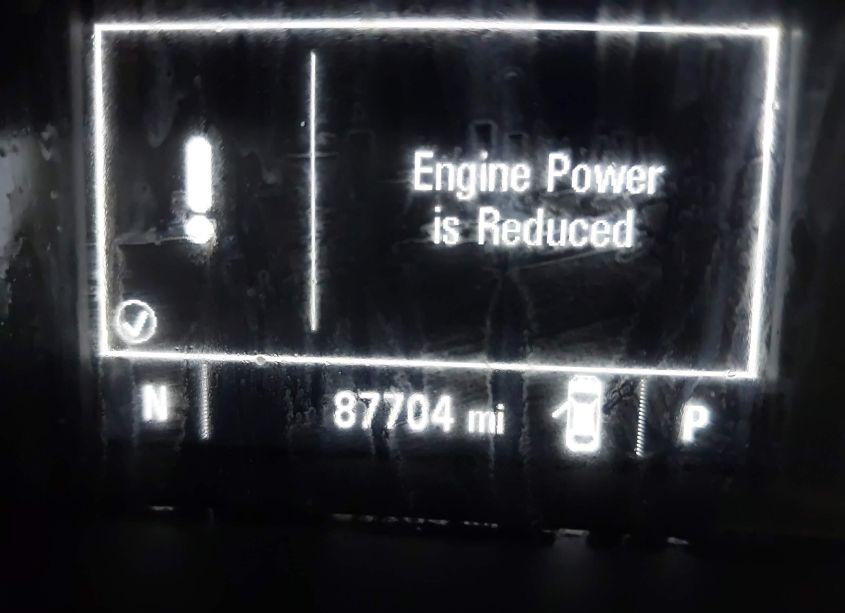 Engine Power
is Reduced
N 87704 mi P